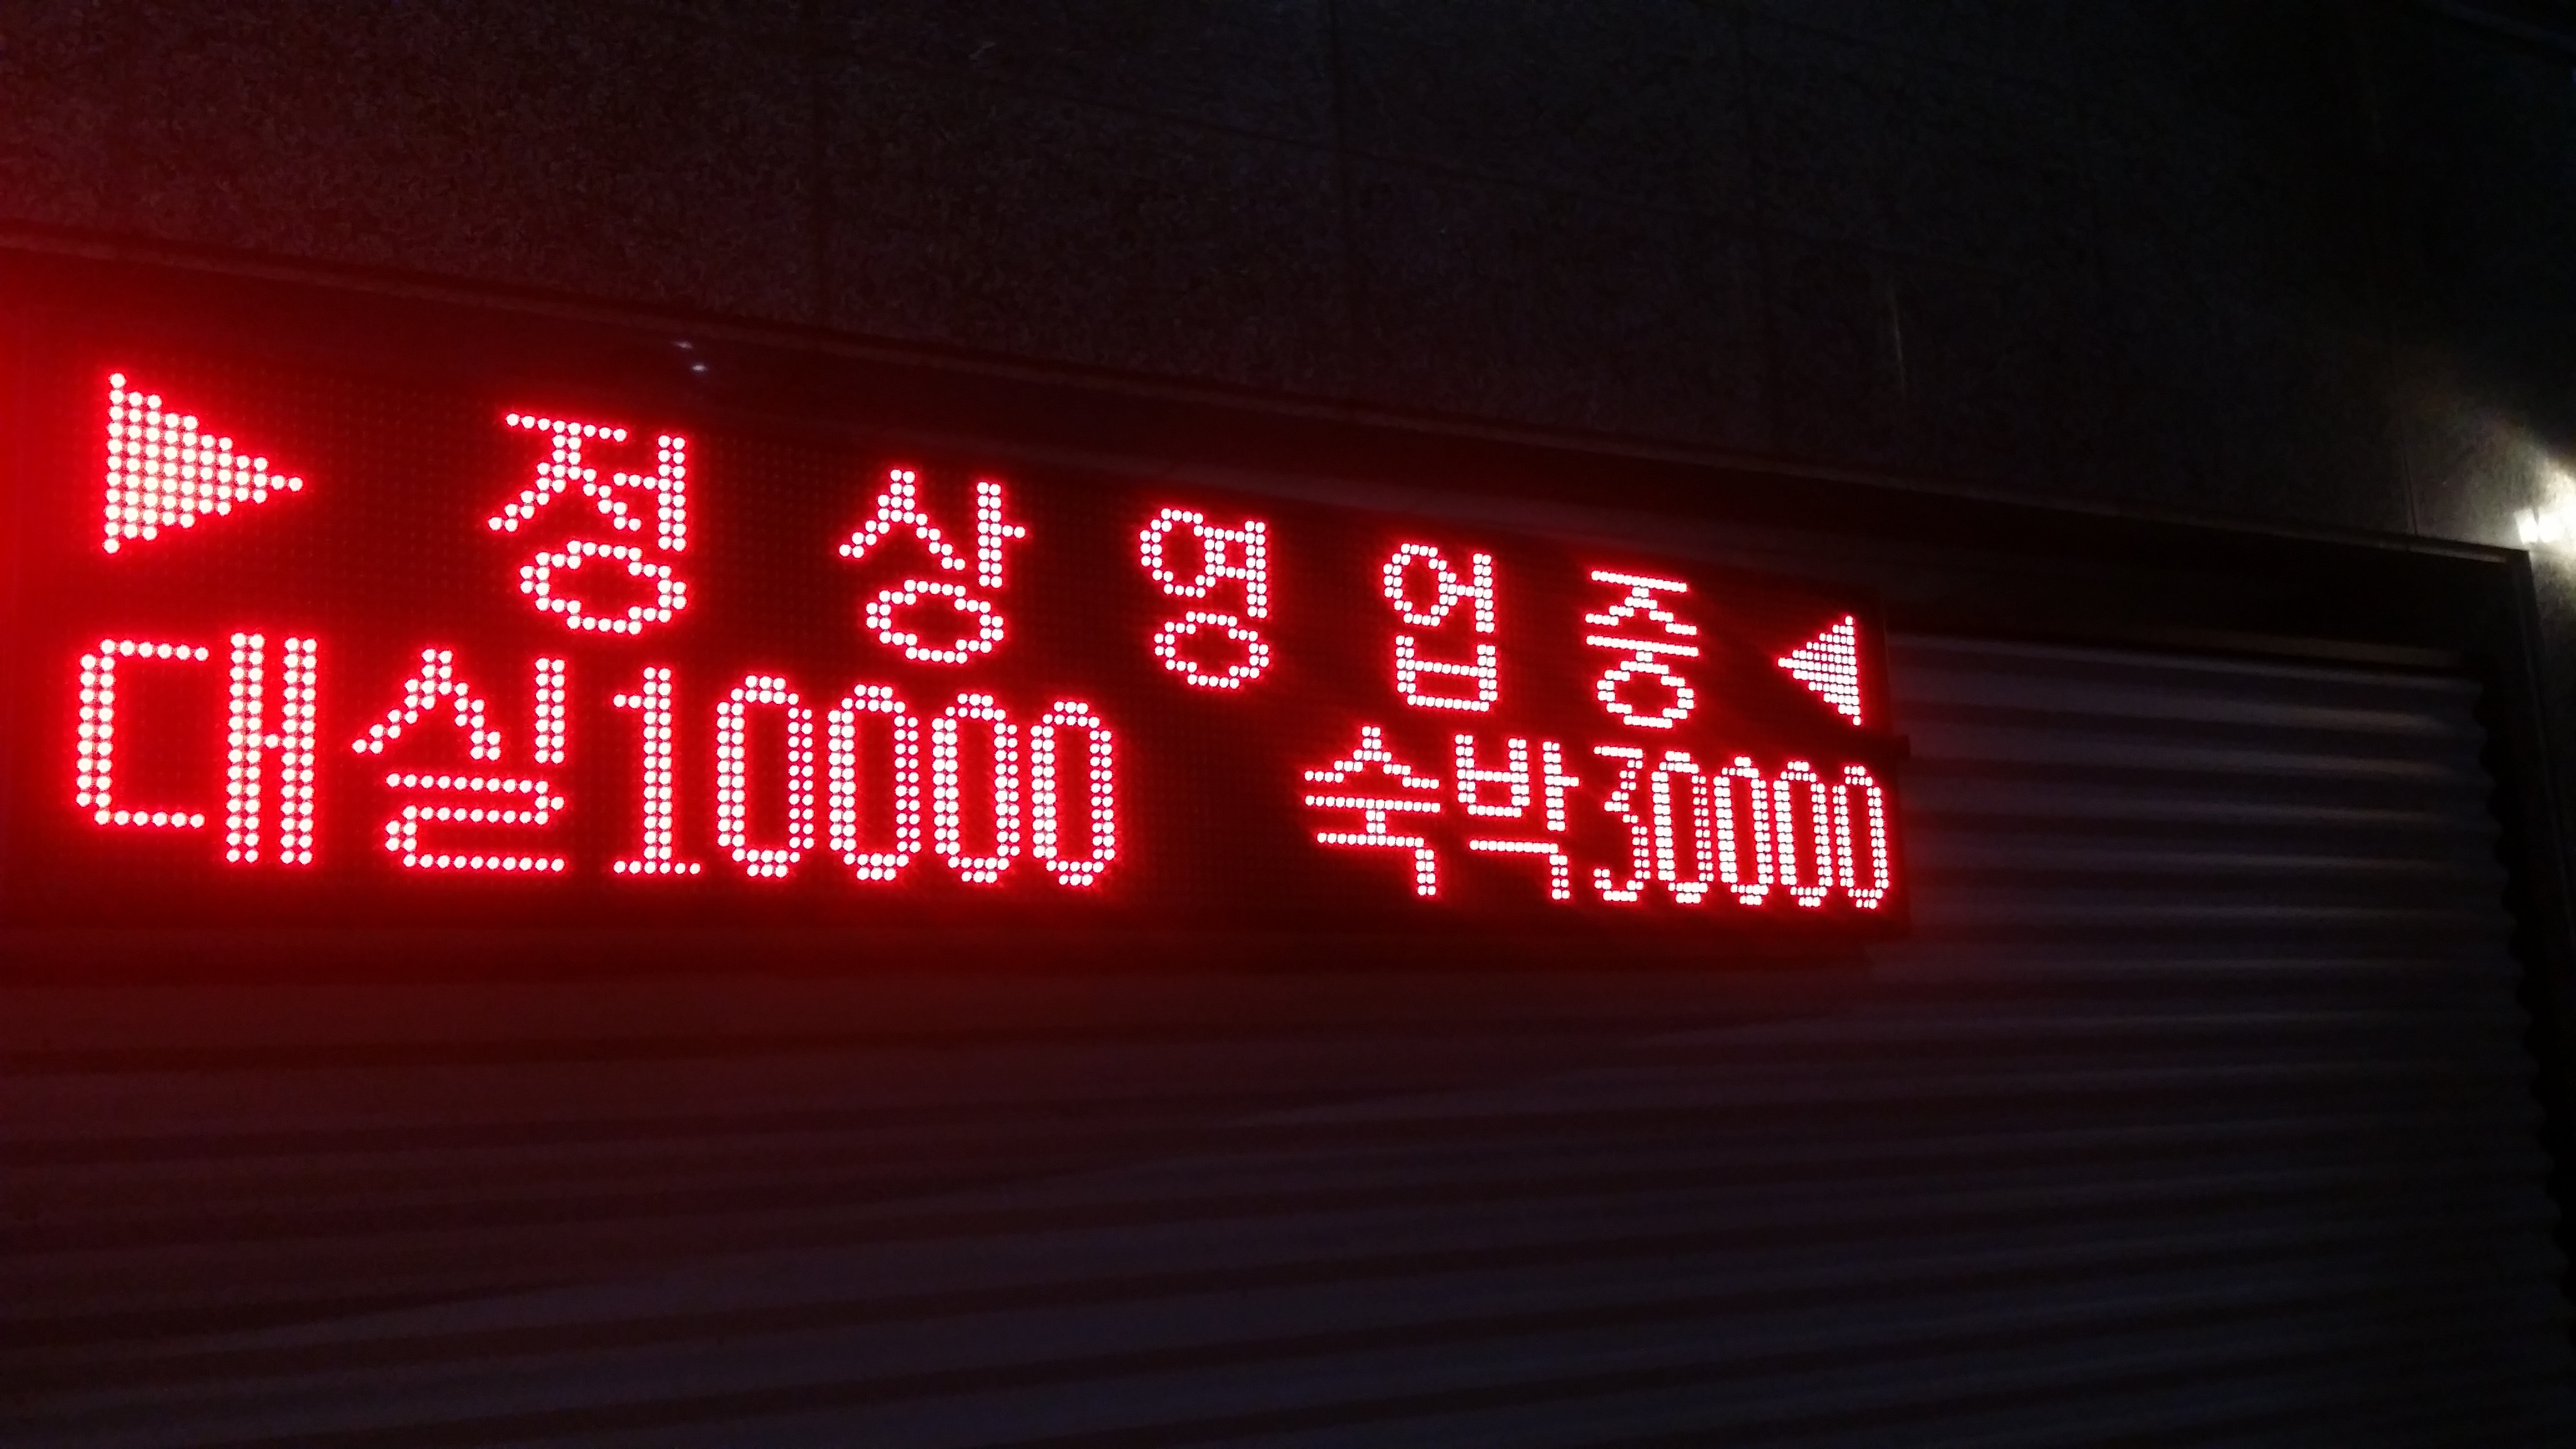 ▶ 정 상 영 업 중 ◀
대실10000 숙박30000